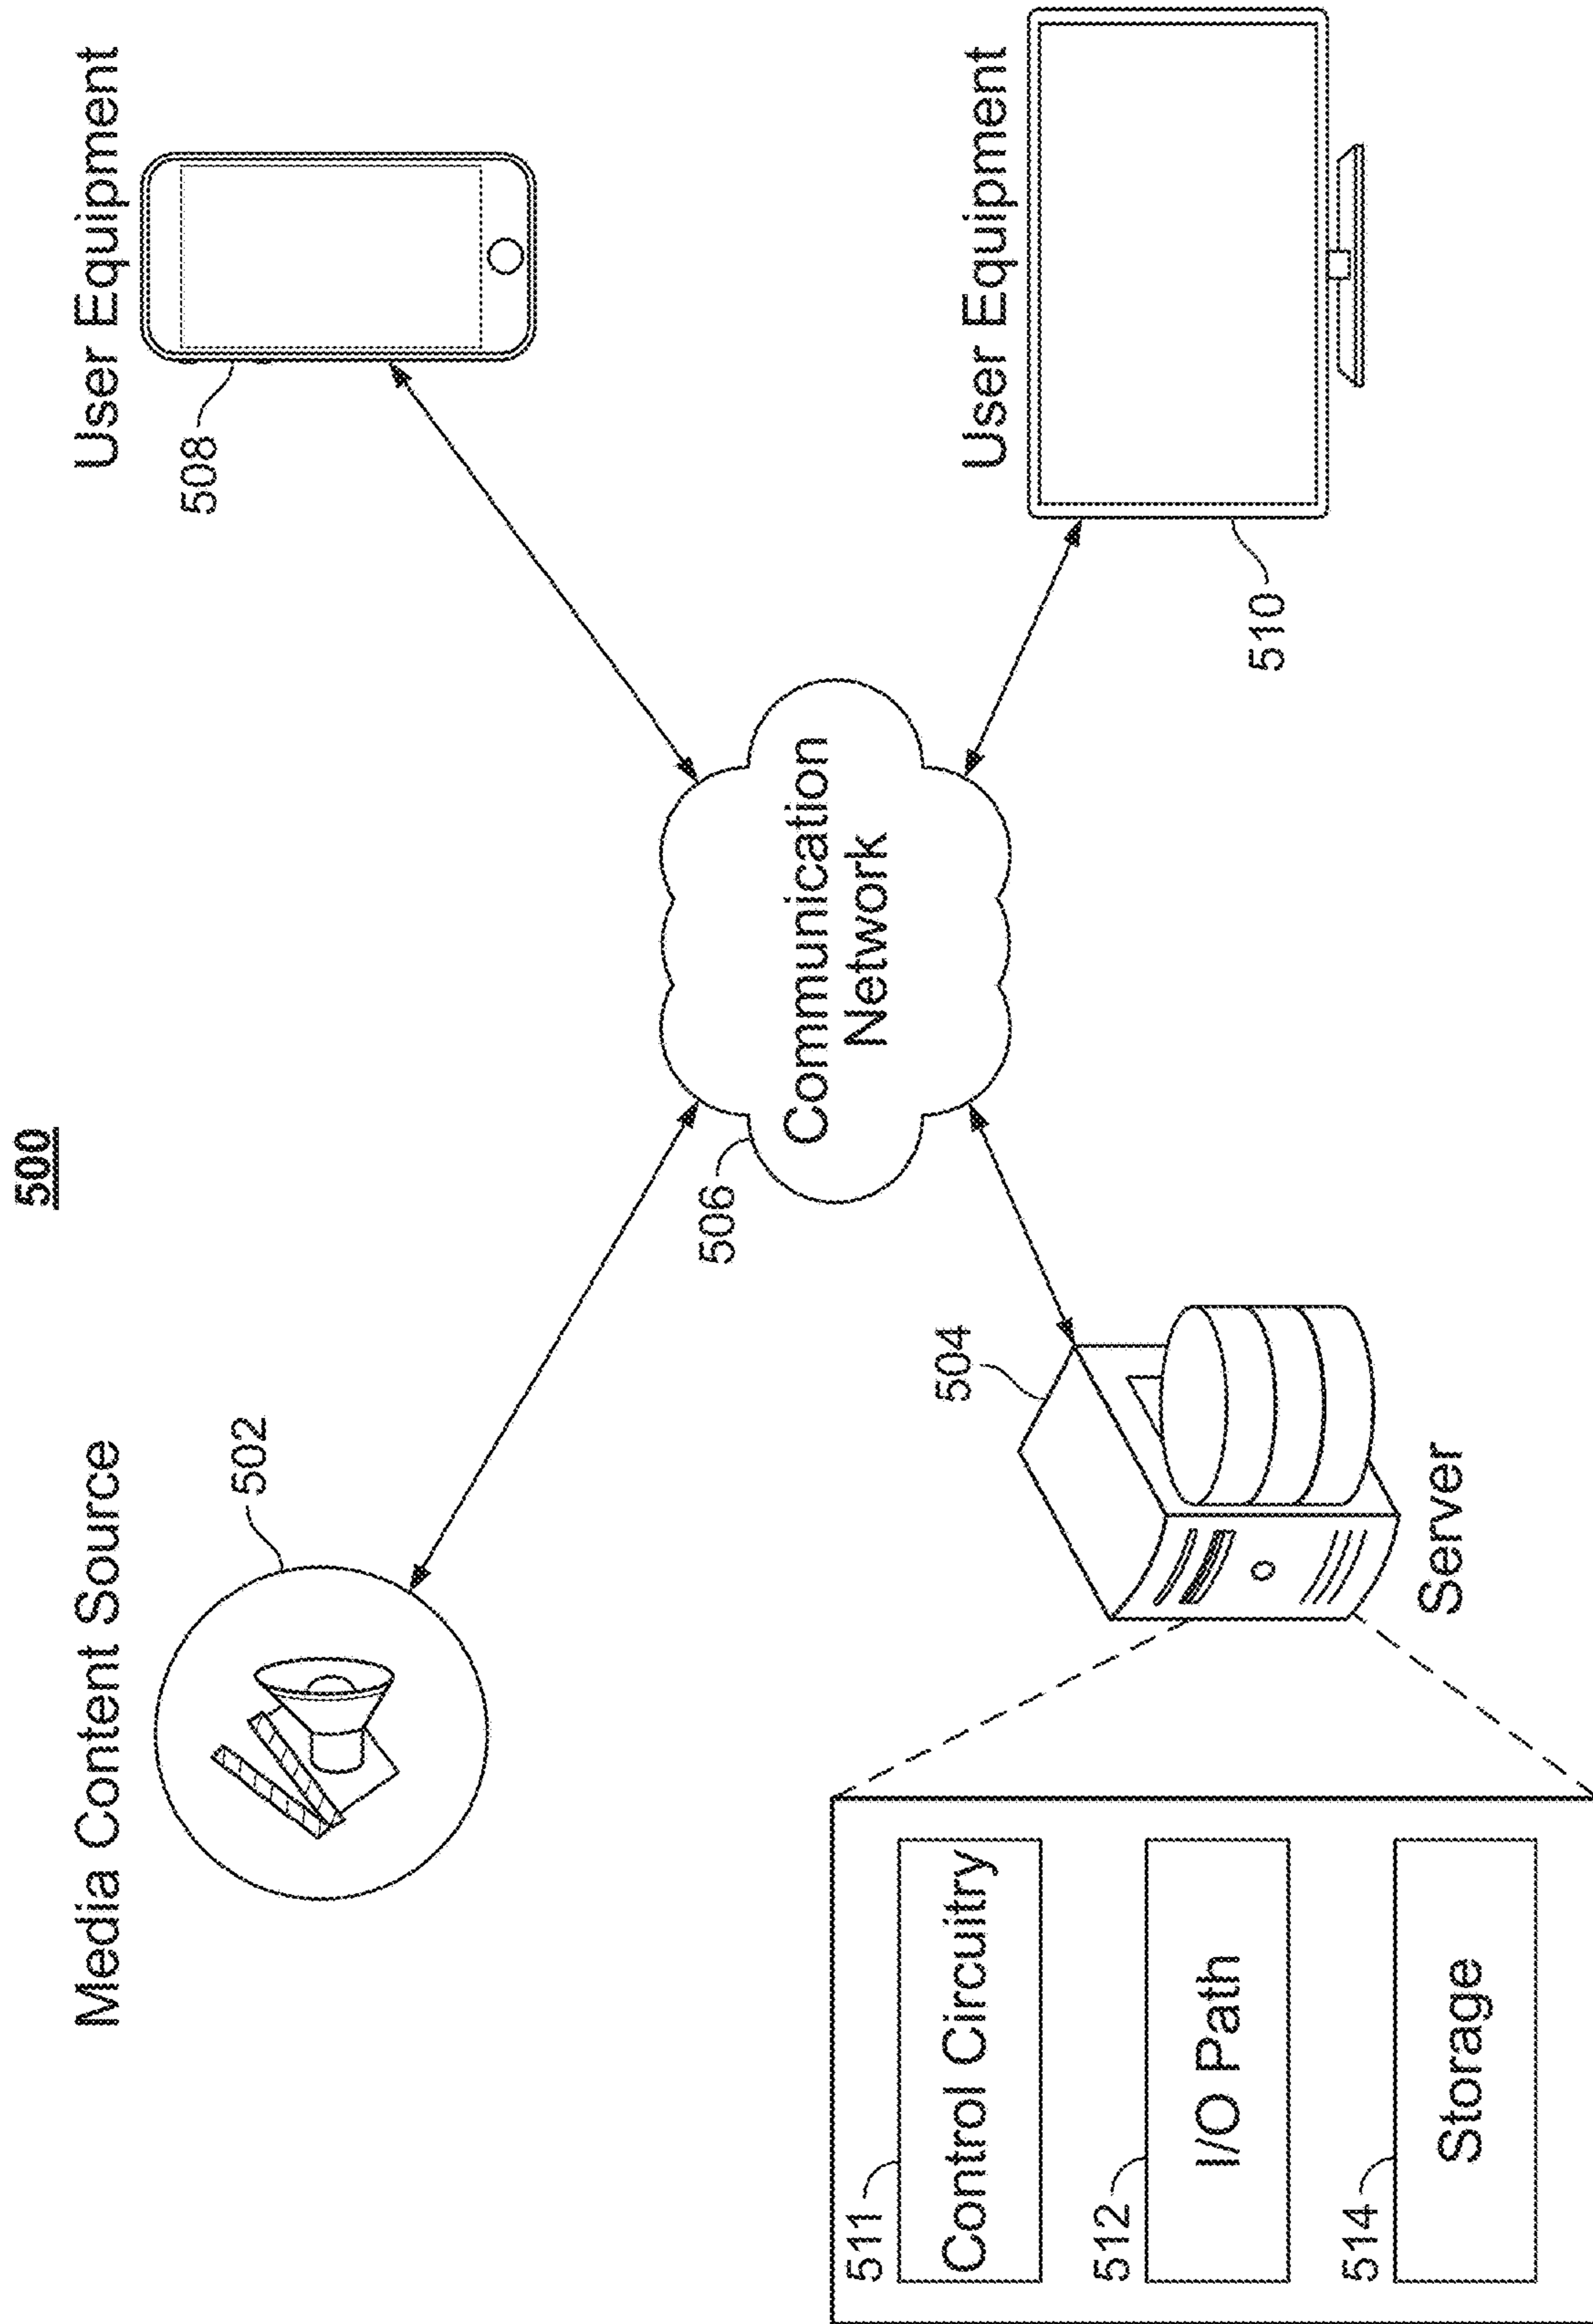 500
Media Content Source
502
User Equipment
508
506
Communication
Network
504
Server
User Equipment
510
511
Control Circuitry
512
I/O Path
514
Storage